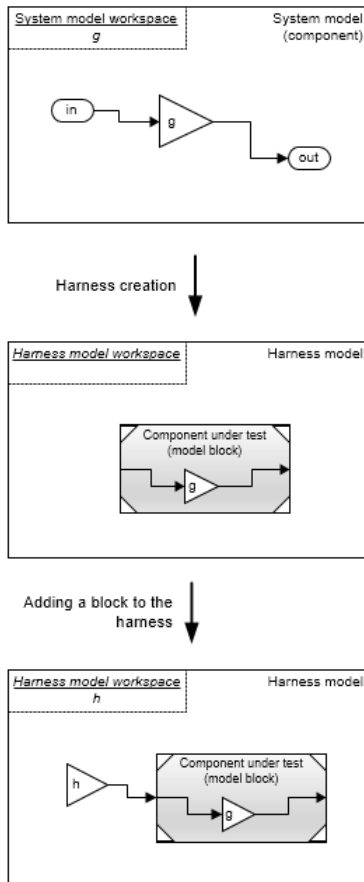 System model workspace
g
System model
(component)
in
g
out
Harness creation
Harness model workspace
Harness model
Component under test
(model block)
g
Adding a block to the
harness
Harness model workspace
h
Harness model
Component under test
(model block)
h
g